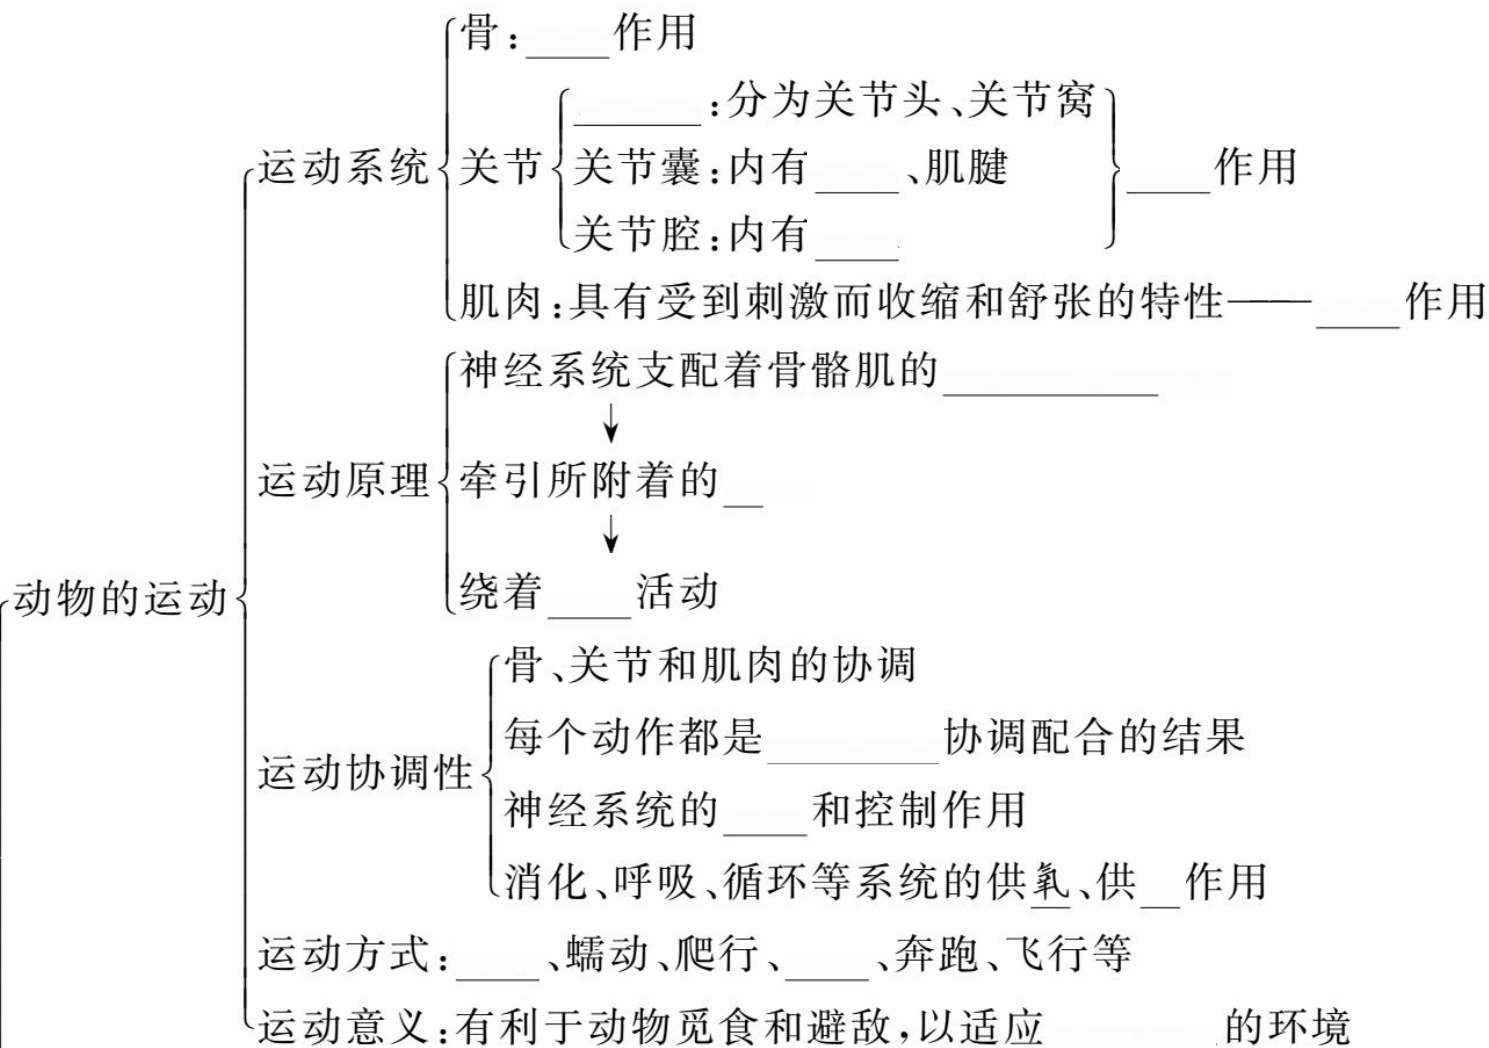 骨:____作用
______:分为关节头、关节窝
运动系统 关节 关节囊:内有____、肌腱 ____作用
关节腔:内有____
肌肉:具有受到刺激而收缩和舒张的特性——____作用
神经系统支配着骨骼肌的__________
↓
运动原理 牵引所附着的__
↓
动物的运动 绕着____活动
骨、关节和肌肉的协调
每个动作都是________协调配合的结果
运动协调性
神经系统的____和控制作用
消化、呼吸、循环等系统的供氧、供__作用
运动方式:____、蠕动、爬行、____、奔跑、飞行等
运动意义:有利于动物觅食和避敌,以适应________的环境